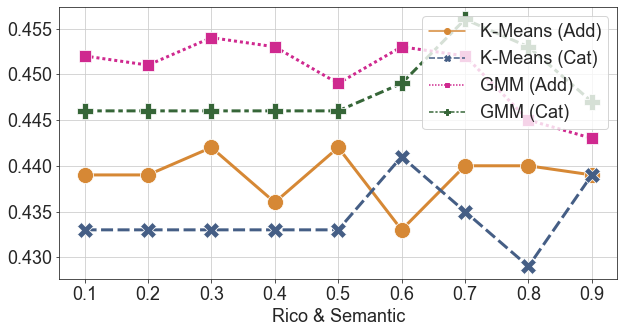 0.455
0.450
0.445
0.440
0.435
0.430
K-Means (Add)
K-Means (Cat)
GMM (Add)
GMM (Cat)
0.1 0.2 0.3 0.4 0.5 0.6 0.7 0.8 0.9
Rico & Semantic